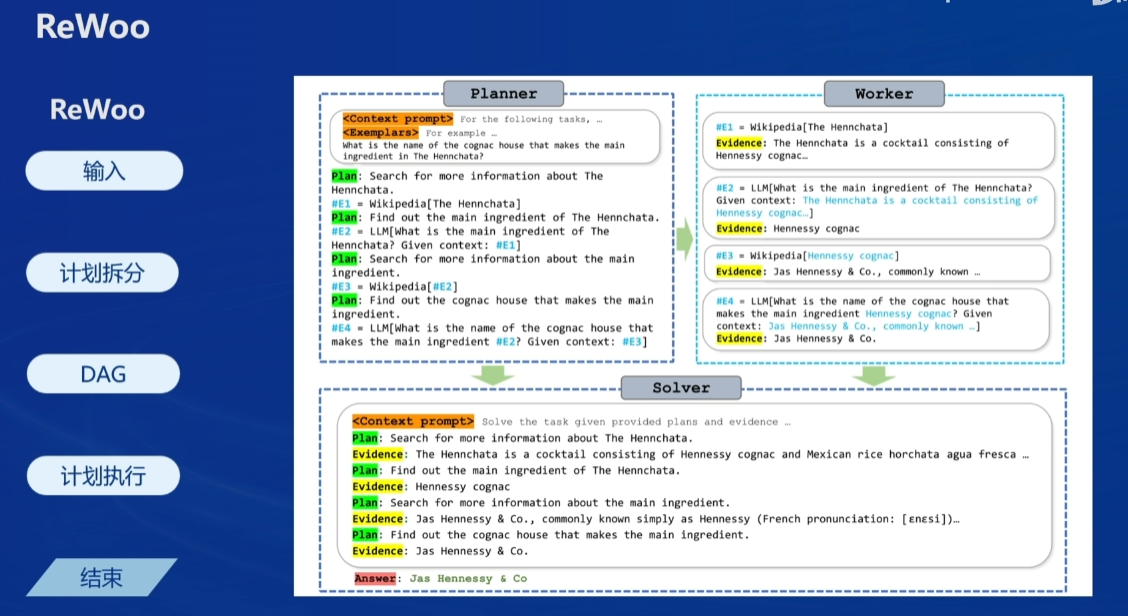 ReWoo
ReWoo
输入
计划拆分
DAG
计划执行
结束
Planner
<Context prompt> For the following tasks, …
<Exemplars> For example …
What is the name of the cognac house that makes the main
ingredient in The Hennchata?
Plan: Search for more information about The
Hennchata.
#E1 = Wikipedia[The Hennchata]
Plan: Find out the main ingredient of The Hennchata.
#E2 = LLM[What is the main ingredient of The
Hennchata? Given context: #E1]
Plan: Search for more information about the main
ingredient.
#E3 = Wikipedia[#E2]
Plan: Find out the cognac house that makes the main
ingredient.
#E4 = LLM[What is the name of the cognac house that
makes the main ingredient #E2? Given context: #E3]
Worker
#E1 = Wikipedia[The Hennchata]
Evidence: The Hennchata is a cocktail consisting of
Hennessy cognac…
#E2 = LLM[What is the main ingredient of The Hennchata?
Given context: The Hennchata is a cocktail consisting of
Hennessy cognac…]
Evidence: Hennessy cognac
#E3 = Wikipedia[Hennessy cognac]
Evidence: Jas Hennessy & Co., commonly known …
#E4 = LLM[What is the name of the cognac house that
makes the main ingredient Hennessy cognac? Given
context: Jas Hennessy & Co., commonly known …]
Evidence: Jas Hennessy & Co.
Solver
<Context prompt> Solve the task given provided plans and evidence …
Plan: Search for more information about The Hennchata.
Evidence: The Hennchata is a cocktail consisting of Hennessy cognac and Mexican rice horchata agua fresca …
Plan: Find out the main ingredient of The Hennchata.
Evidence: Hennessy cognac
Plan: Search for more information about the main ingredient.
Evidence: Jas Hennessy & Co., commonly known simply as Hennessy (French pronunciation: [ɛnɛsi])…
Plan: Find out the cognac house that makes the main ingredient.
Evidence: Jas Hennessy & Co.
Answer: Jas Hennessy & Co